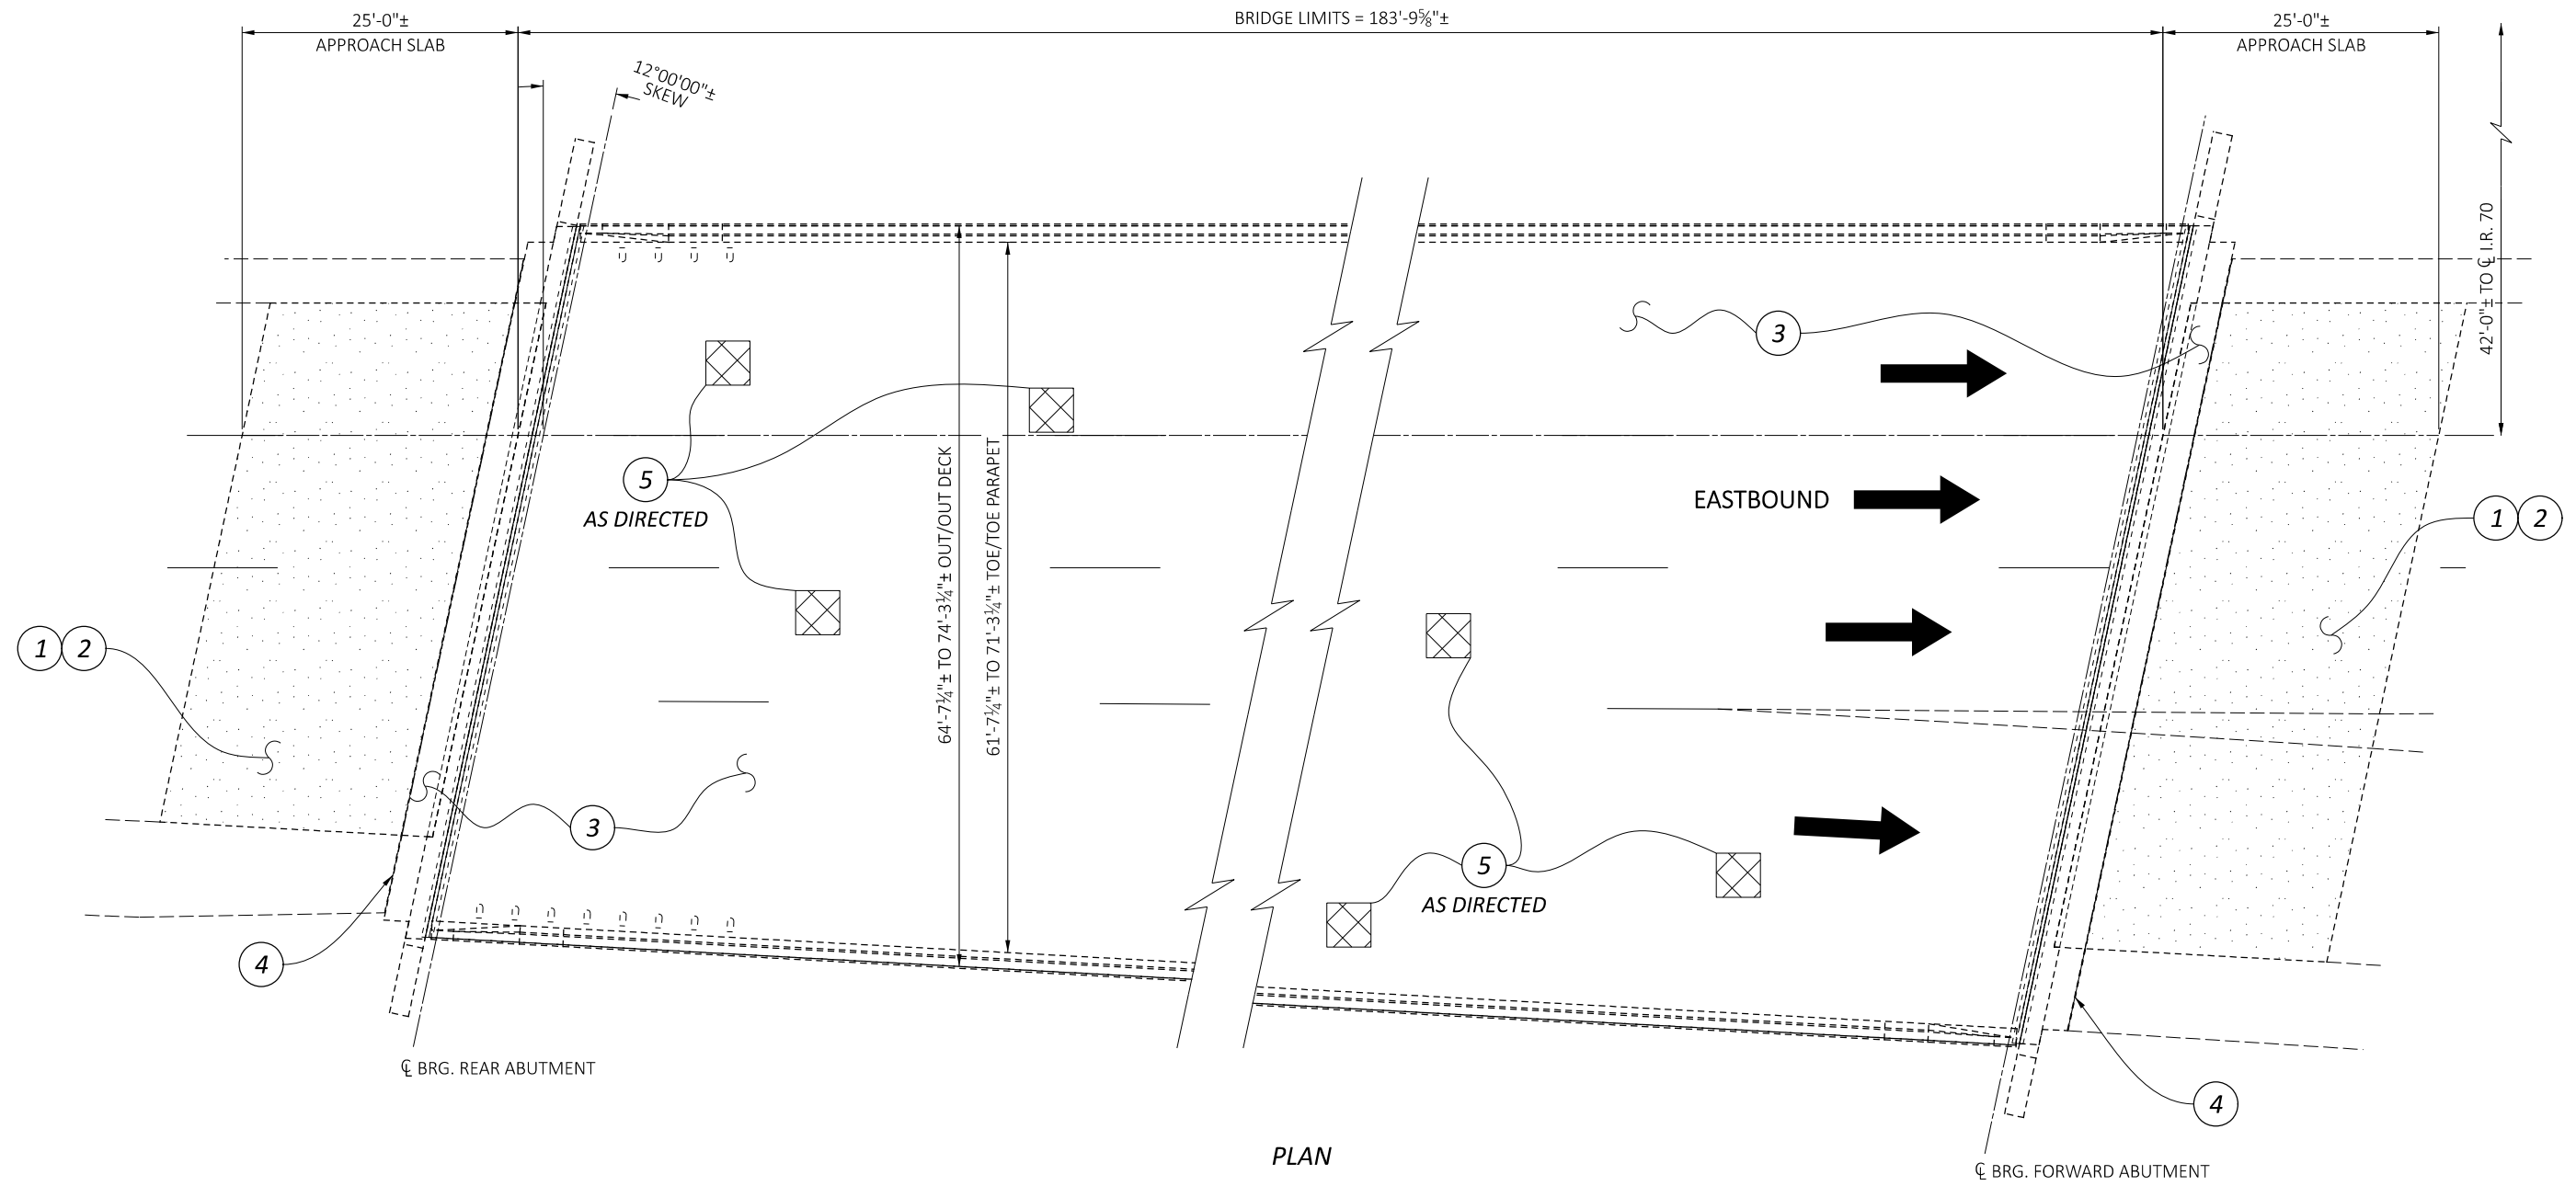 25'-0"±
APPROACH SLAB
BRIDGE LIMITS = 183'-9⅝"±
25'-0"±
APPROACH SLAB
12°00'00"±
SKEW
42'-0"± TO ℄ I.R. 70
3
5
AS DIRECTED
64'-7¼"± TO 74'-3¼"± OUT/OUT DECK
61'-7¼"± TO 71'-3¼"± TOE/TOE PARAPET
EASTBOUND
1 2
1 2
3
5
AS DIRECTED
4
℄ BRG. REAR ABUTMENT
4
PLAN
℄ BRG. FORWARD ABUTMENT